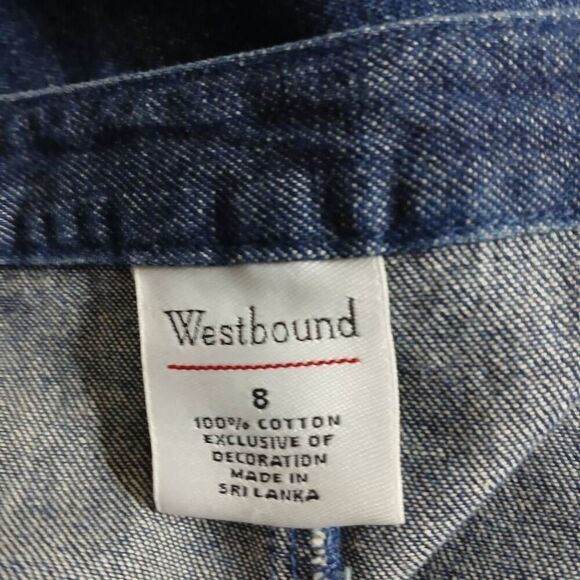 Westbound
8
100% COTTON
EXCLUSIVE OF
DECORATION
MADE IN
SRI LANKA